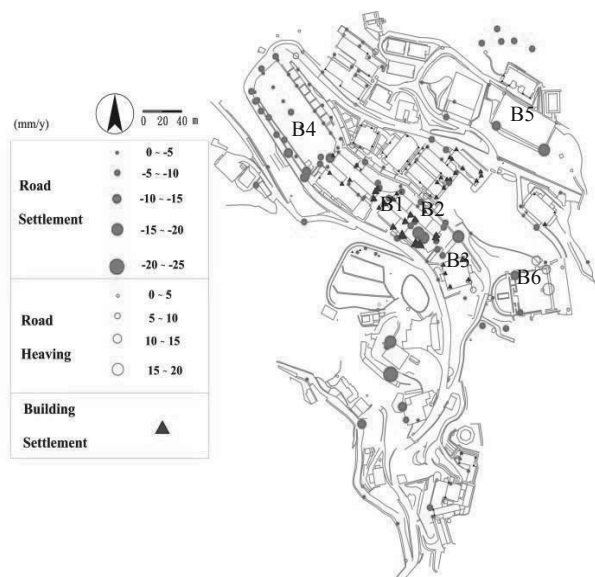 0 20 40 m
(mm/y)
0 ~ -5
-5 ~ -10
Road
-10 ~ -15
Settlement
-15 ~ -20
-20 ~ -25
0 ~ 5
Road
5 ~ 10
Heaving
10 ~ 15
15 ~ 20
Building
Settlement
B5
B4
B1
B2
B3
B6